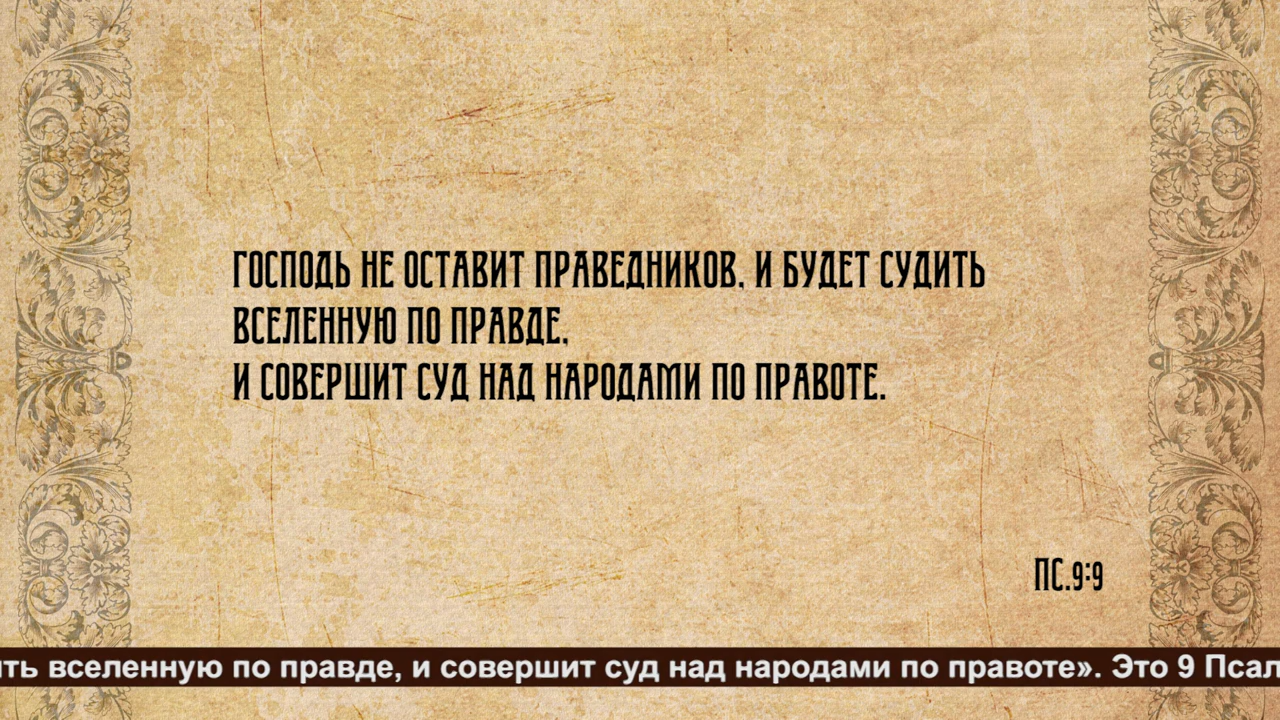 ГОСПОДЬ НЕ ОСТАВИТ ПРАВЕДНИКОВ, И БУДЕТ СУДИТЬ
ВСЕЛЕННУЮ ПО ПРАВДЕ,
И СОВЕРШИТ СУД НАД НАРОДАМИ ПО ПРАВОТЕ.
ПС.9:9
вселенную по правде, и совершит суд над народами по правоте». Это 9